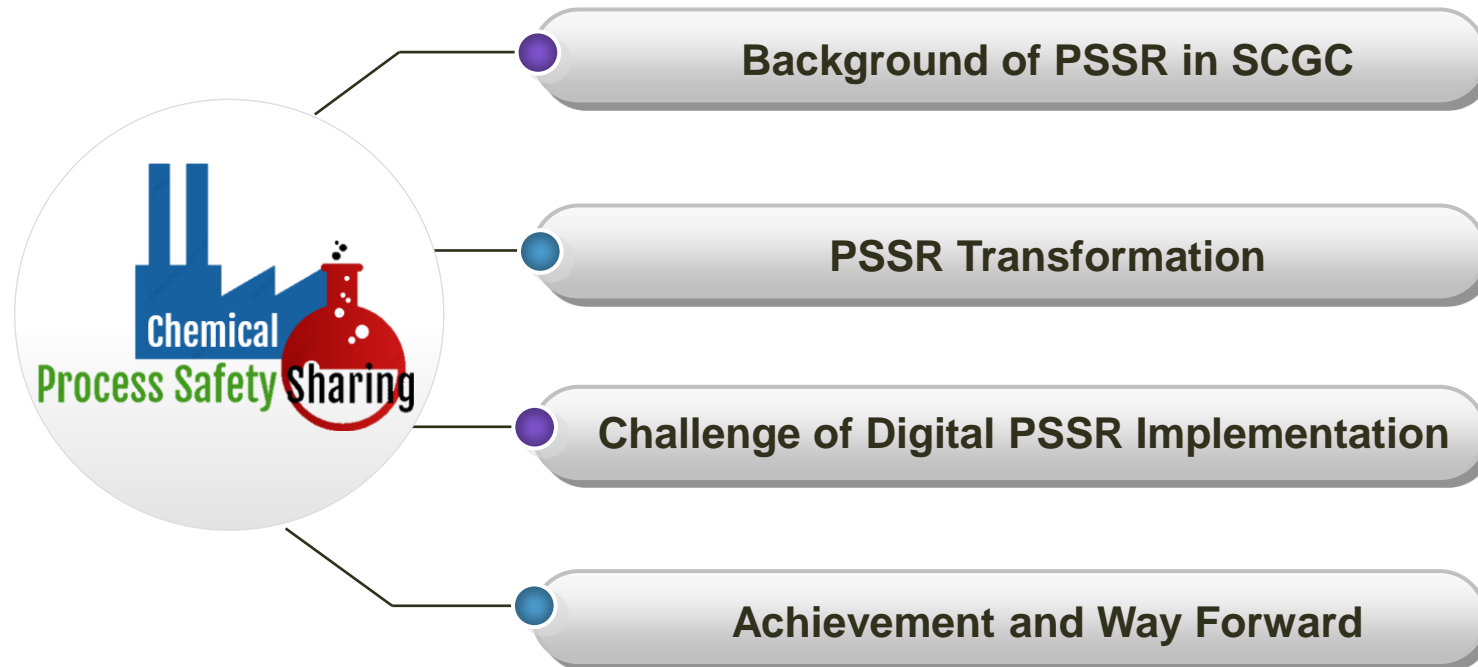 Background of PSSR in SCGC
PSSR Transformation
Chemical
Process Safety Sharing
Challenge of Digital PSSR Implementation
Achievement and Way Forward